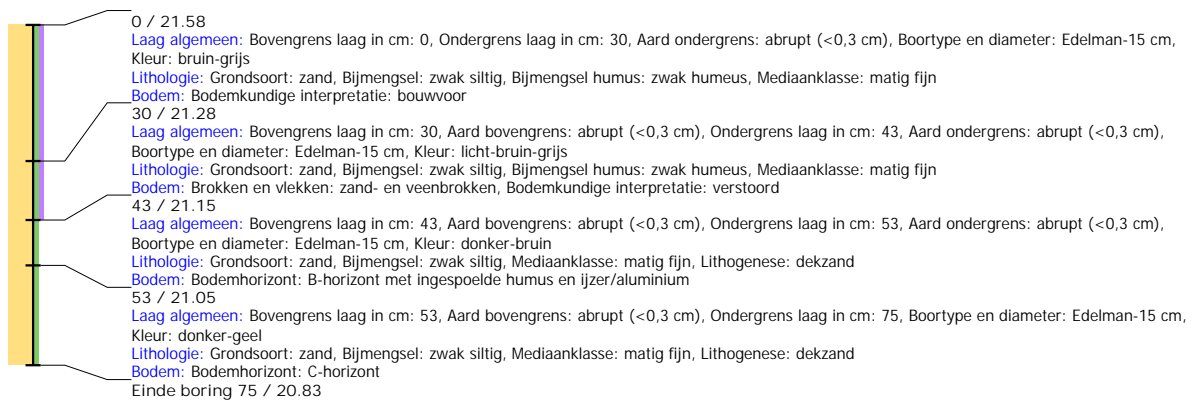 0 / 21.58
Laag algemeen: Bovengrens laag in cm: 0, Ondergrens laag in cm: 30, Aard ondergrens: abrupt (<0,3 cm), Boortype en diameter: Edelman-15 cm,
Kleur: bruin-grijs
Lithologie: Grondsoort: zand, Bijmengsel: zwak siltig, Bijmengsel humus: zwak humeus, Mediaanklasse: matig fijn
Bodem: Bodemkundige interpretatie: bouwvoor
30 / 21.28
Laag algemeen: Bovengrens laag in cm: 30, Aard bovengrens: abrupt (<0,3 cm), Ondergrens laag in cm: 43, Aard ondergrens: abrupt (<0,3 cm),
Boortype en diameter: Edelman-15 cm, Kleur: licht-bruin-grijs
Lithologie: Grondsoort: zand, Bijmengsel: zwak siltig, Bijmengsel humus: zwak humeus, Mediaanklasse: matig fijn
Bodem: Brokken en vlekken: zand- en veenbrokken, Bodemkundige interpretatie: verstoord
43 / 21.15
Laag algemeen: Bovengrens laag in cm: 43, Aard bovengrens: abrupt (<0,3 cm), Ondergrens laag in cm: 53, Aard ondergrens: abrupt (<0,3 cm),
Boortype en diameter: Edelman-15 cm, Kleur: donker-bruin
Lithologie: Grondsoort: zand, Bijmengsel: zwak siltig, Mediaanklasse: matig fijn, Lithogenese: dekzand
Bodem: Bodemhorizont: B-horizont met ingespoelde humus en ijzer/aluminium
53 / 21.05
Laag algemeen: Bovengrens laag in cm: 53, Aard bovengrens: abrupt (<0,3 cm), Ondergrens laag in cm: 75, Boortype en diameter: Edelman-15 cm,
Kleur: donker-geel
Lithologie: Grondsoort: zand, Bijmengsel: zwak siltig, Mediaanklasse: matig fijn, Lithogenese: dekzand
Bodem: Bodemhorizont: C-horizont
Einde boring 75 / 20.83